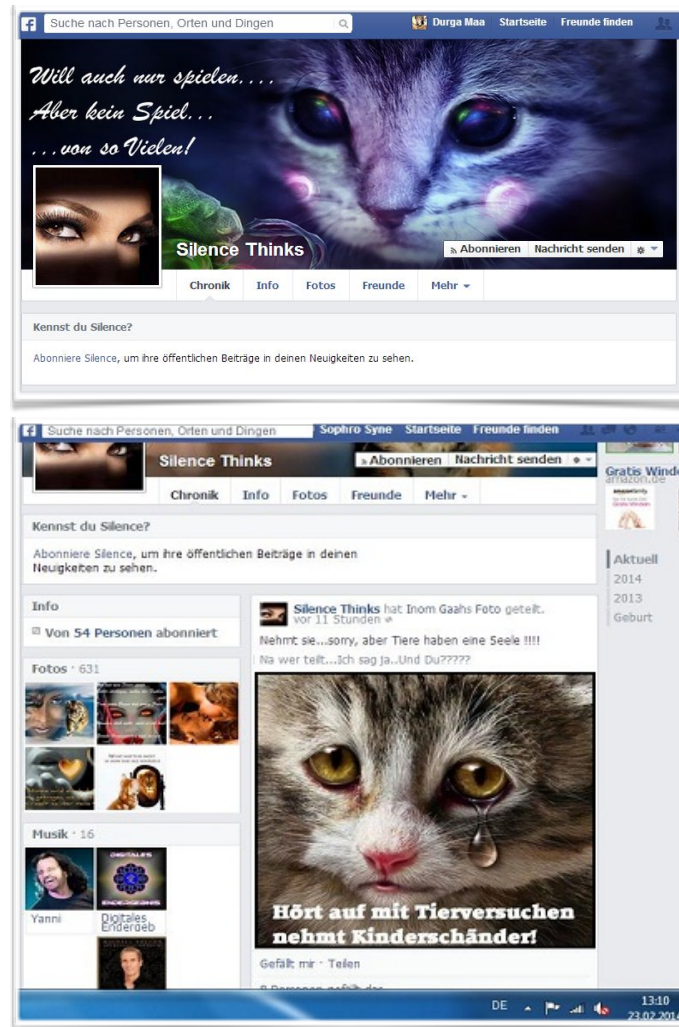 Suche nach Personen, Orten und Dingen
Durga Maa Startseite Freunde finden
Will auch nur spielen....
Aber kein Spiel...
...von so Vielen!
Silence Thinks
Abonnieren Nachricht senden
Chronik Info Fotos Freunde Mehr
Kennst du Silence?
Abonniere Silence, um ihre öffentlichen Beiträge in deinen Neuigkeiten zu sehen.
Suche nach Personen, Orten und Dingen
Sophro Syne Startseite Freunde finden
Silence Thinks
Abonnieren Nachricht senden
Chronik Info Fotos Freunde Mehr
Gratis Wind
amazon.de
Kennst du Silence?
Abonniere Silence, um ihre öffentlichen Beiträge in deinen
Neuigkeiten zu sehen.
Aktuell
2014
2013
Geburt
Info
Von 54 Personen abonniert
Fotos · 631
Musik · 16
DIGITALES
Yanni
Digitales
Endergeb
Silence Thinks hat Inom Gaahs Foto geteilt.
vor 11 Stunden
Nehmt sie...sorry, aber Tiere haben eine Seele !!!!
Na wer teilt...Ich sag ja..Und Du?????
Hört auf mit Tierversuchen
nehmt Kinderschänder!
Gefällt mir · Teilen
DE
13:10
23.02.2014